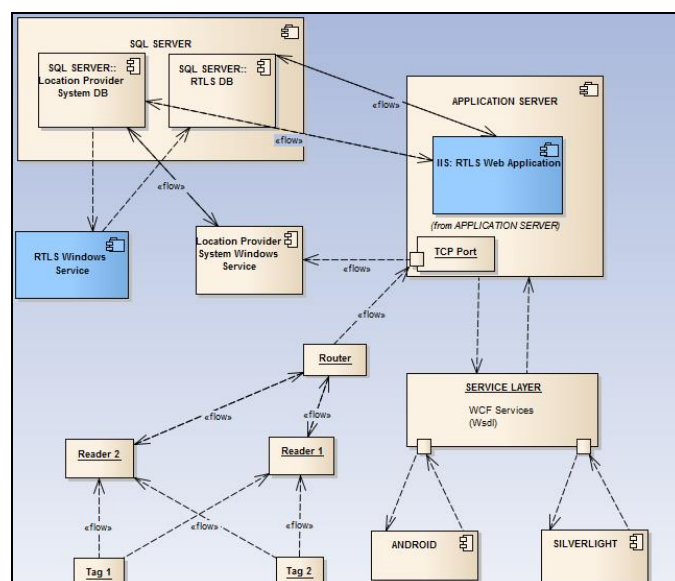 SQL SERVER
SQL SERVER::
Location Provider
System DB
SQL SERVER::
RTLS DB
«flow»
APPLICATION SERVER
«flow»
IIS: RTLS Web Application
(from APPLICATION SERVER)
«flow»
RTLS Windows
Service
Location Provider
System Windows
Service
TCP Port
«flow»
«flow»
Router
SERVICE LAYER
WCF Services
(Wsdl)
«flow»
«flow»
Reader 2
Reader 1
«flow»
«flow»
«flow»
ANDROID
SILVERLIGHT
Tag 1
Tag 2